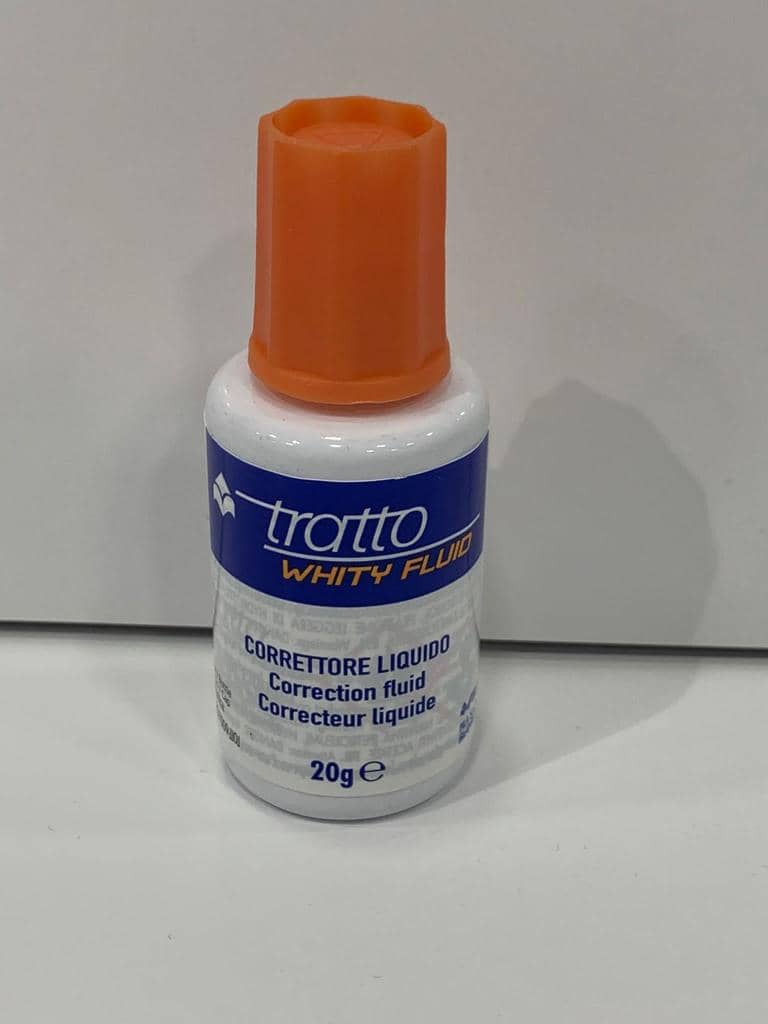 tratto
WHITY FLUID
CORRETTORE LIQUIDO
Correction fluid
Correcteur liquide
20g ℮